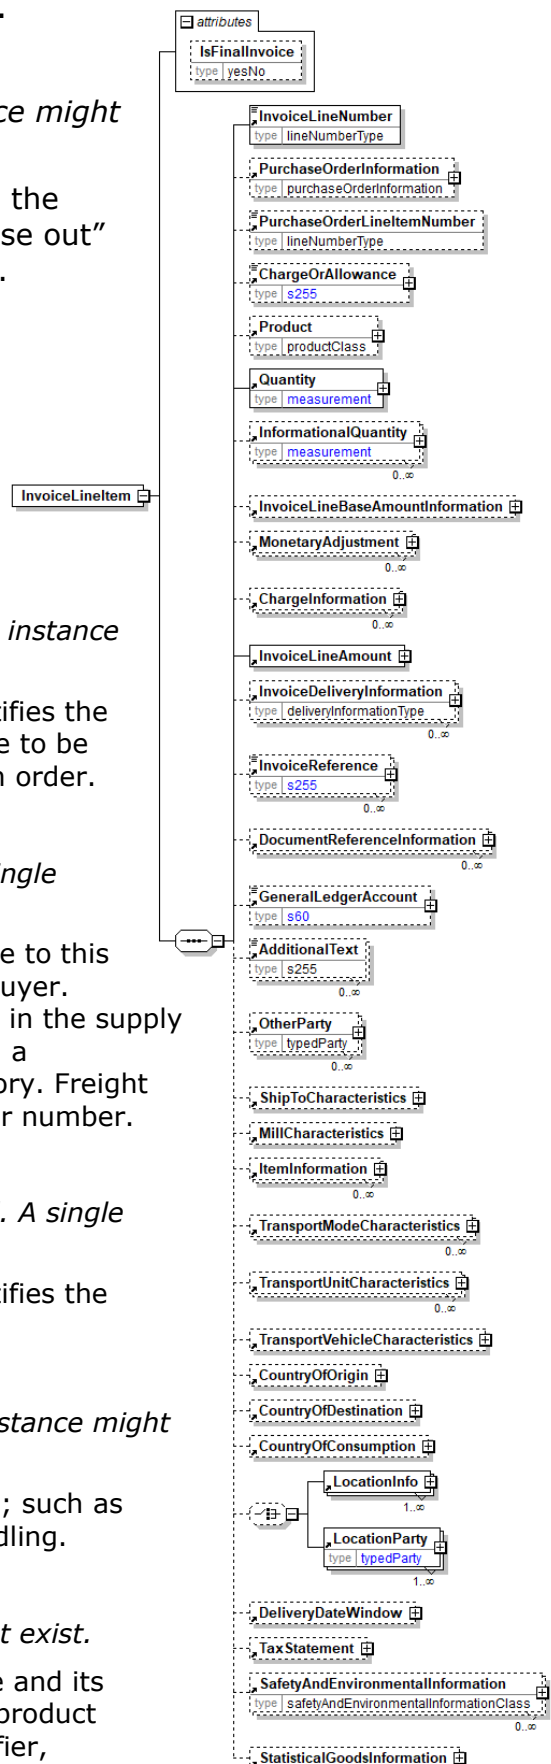 .
ce might
the
se out”
.
instance
tifies the
e to be
n order.
ngle
e to this
uyer.
in the supply
a
ory. Freight
r number.
. A single
tifies the
stance might
; such as
dling.
t exist.
e and its
product
fier,
attributes
IsFinalInvoice
type yesNo
InvoiceLineItem
InvoiceLineNumber
type lineNumberType
PurchaseOrderInformation
type purchaseOrderInformation
PurchaseOrderLineItemNumber
type lineNumberType
ChargeOrAllowance
type s255
Product
type productClass
Quantity
type measurement
InformationalQuantity
type measurement
0..∞
InvoiceLineBaseAmountInformation
MonetaryAdjustment
0..∞
ChargeInformation
0..∞
InvoiceLineAmount
InvoiceDeliveryInformation
type deliveryInformationType
0..∞
InvoiceReference
type s255
0..∞
DocumentReferenceInformation
0..∞
GeneralLedgerAccount
type s60
AdditionalText
type s255
0..∞
OtherParty
type typedParty
0..∞
ShipToCharacteristics
MillCharacteristics
ItemInformation
0..∞
TransportModeCharacteristics
0..∞
TransportUnitCharacteristics
0..∞
TransportVehicleCharacteristics
CountryOfOrigin
CountryOfDestination
CountryOfConsumption
LocationInfo
1..∞
LocationParty
type typedParty
1..∞
DeliveryDateWindow
TaxStatement
SafetyAndEnvironmentalInformation
type safetyAndEnvironmentalInformationClass
0..∞
StatisticalGoodsInformation